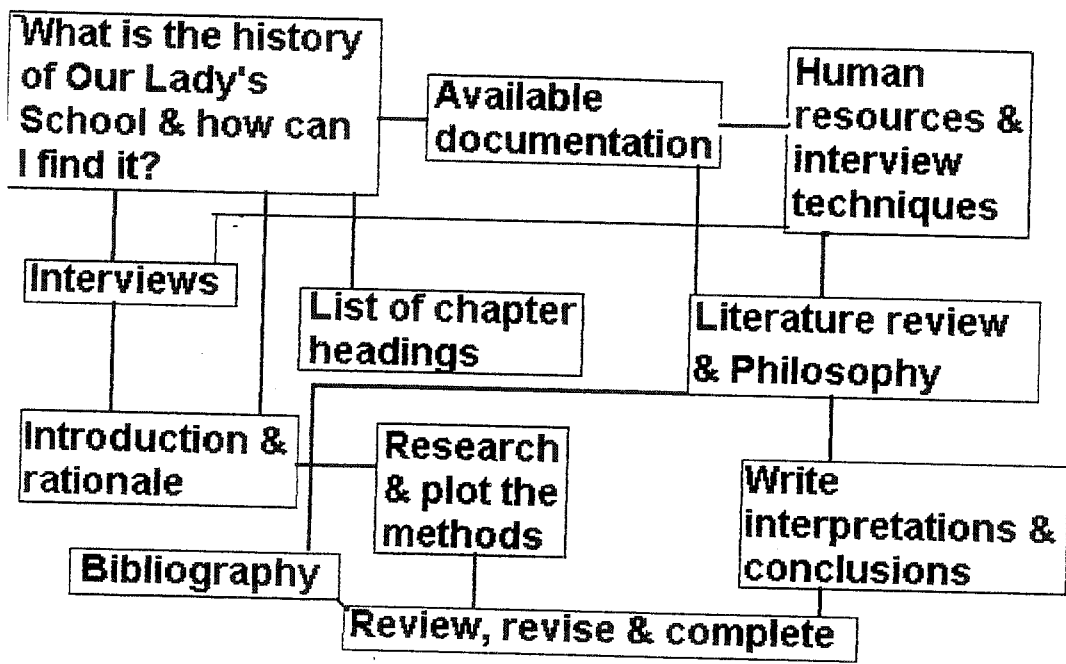 What is the history
of Our Lady's
School & how can
I find it?
Available
documentation
Human
resources &
interview
techniques
Interviews
List of chapter
headings
Literature review
& Philosophy
Introduction &
rationale
Research
& plot the
methods
Write
interpretations &
conclusions
Bibliography
Review, revise & complete